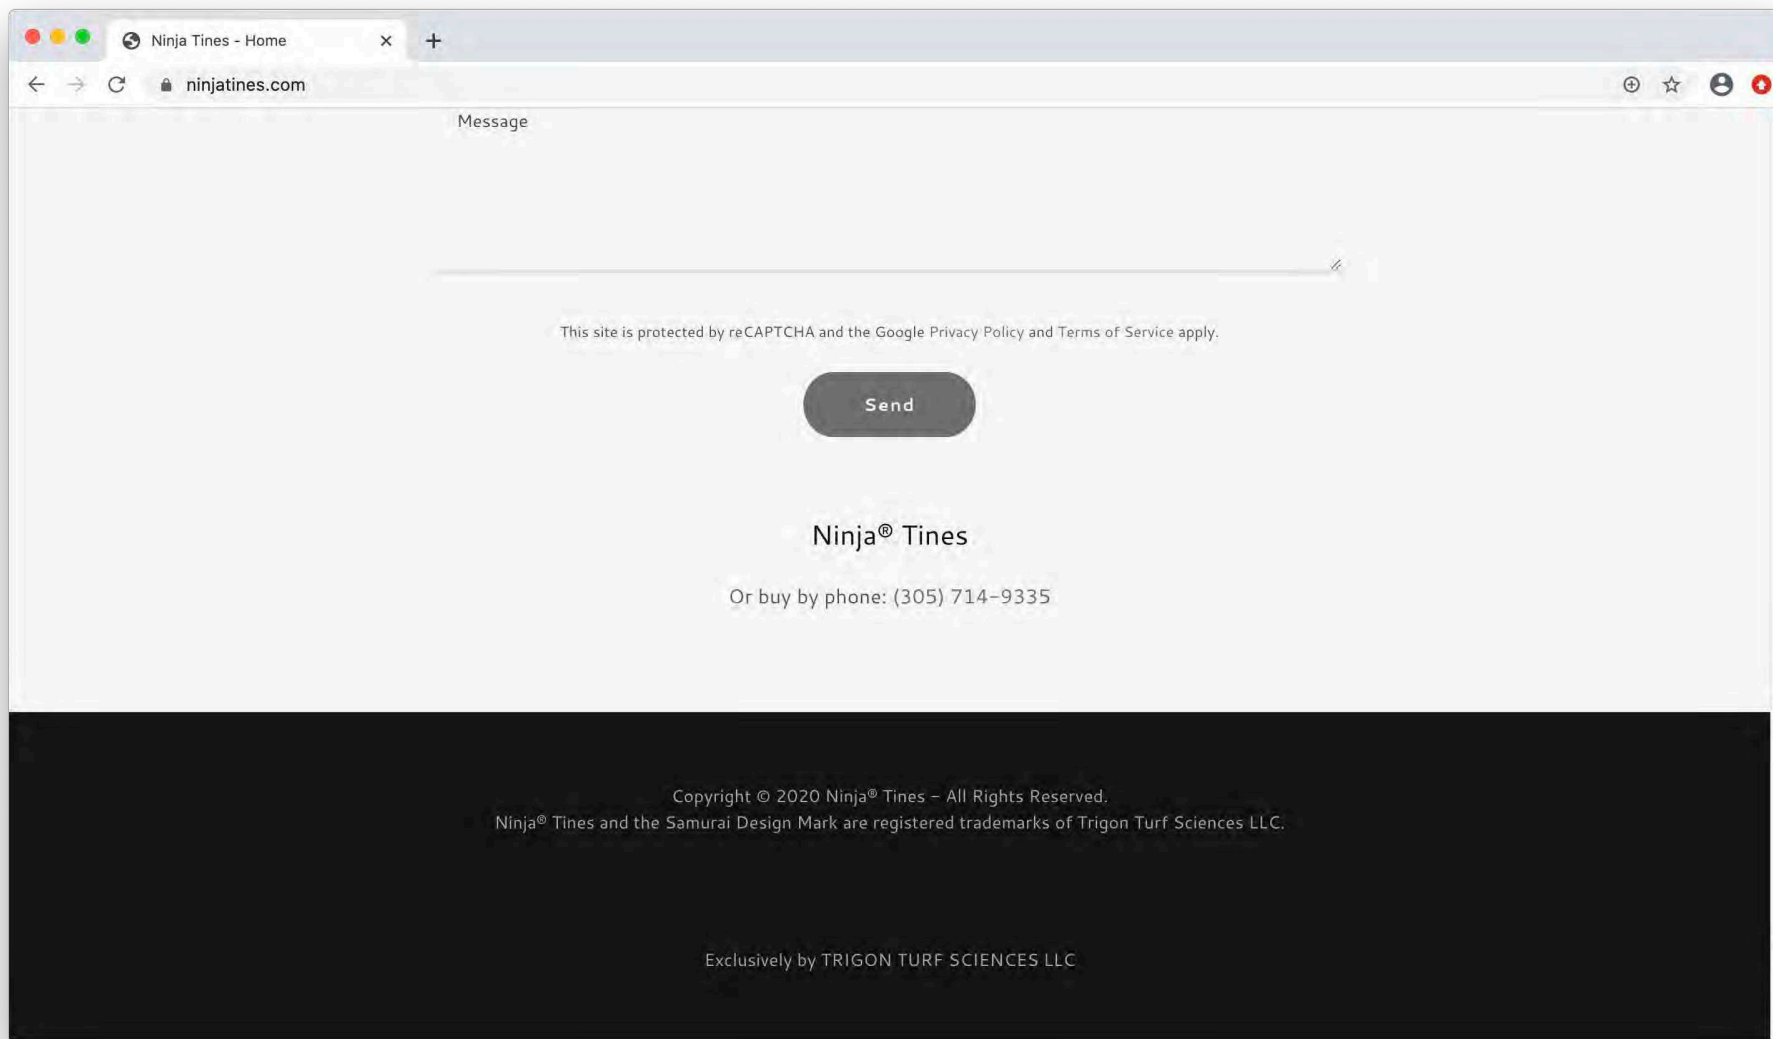 Ninja Tines - Home
ninjatines.com
Message
This site is protected by reCAPTCHA and the Google Privacy Policy and Terms of Service apply.
Send
Ninja® Tines
Or buy by phone: (305) 714-9335
Copyright © 2020 Ninja® Tines - All Rights Reserved.
Ninja® Tines and the Samurai Design Mark are registered trademarks of Trigon Turf Sciences LLC.
Exclusively by TRIGON TURF SCIENCES LLC